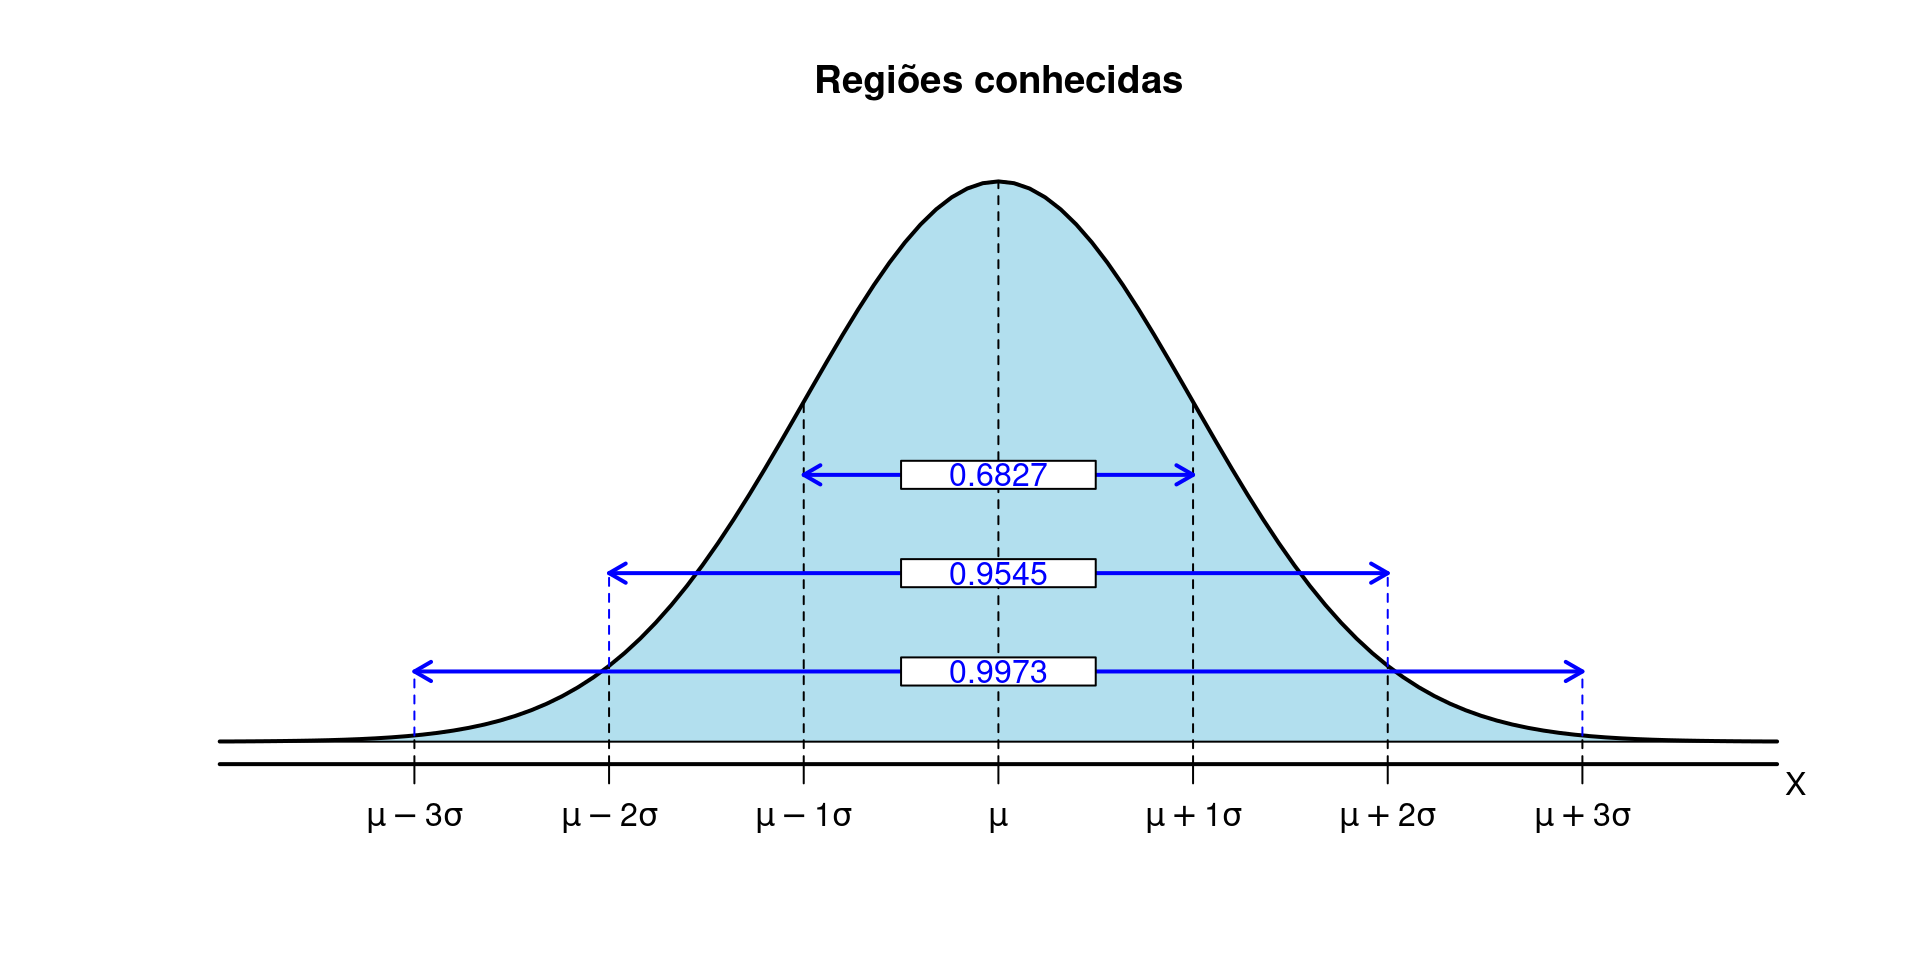 Regiões conhecidas
0.6827
0.9545
0.9973
X
μ − 3σ μ − 2σ μ − 1σ μ μ + 1σ μ + 2σ μ + 3σ